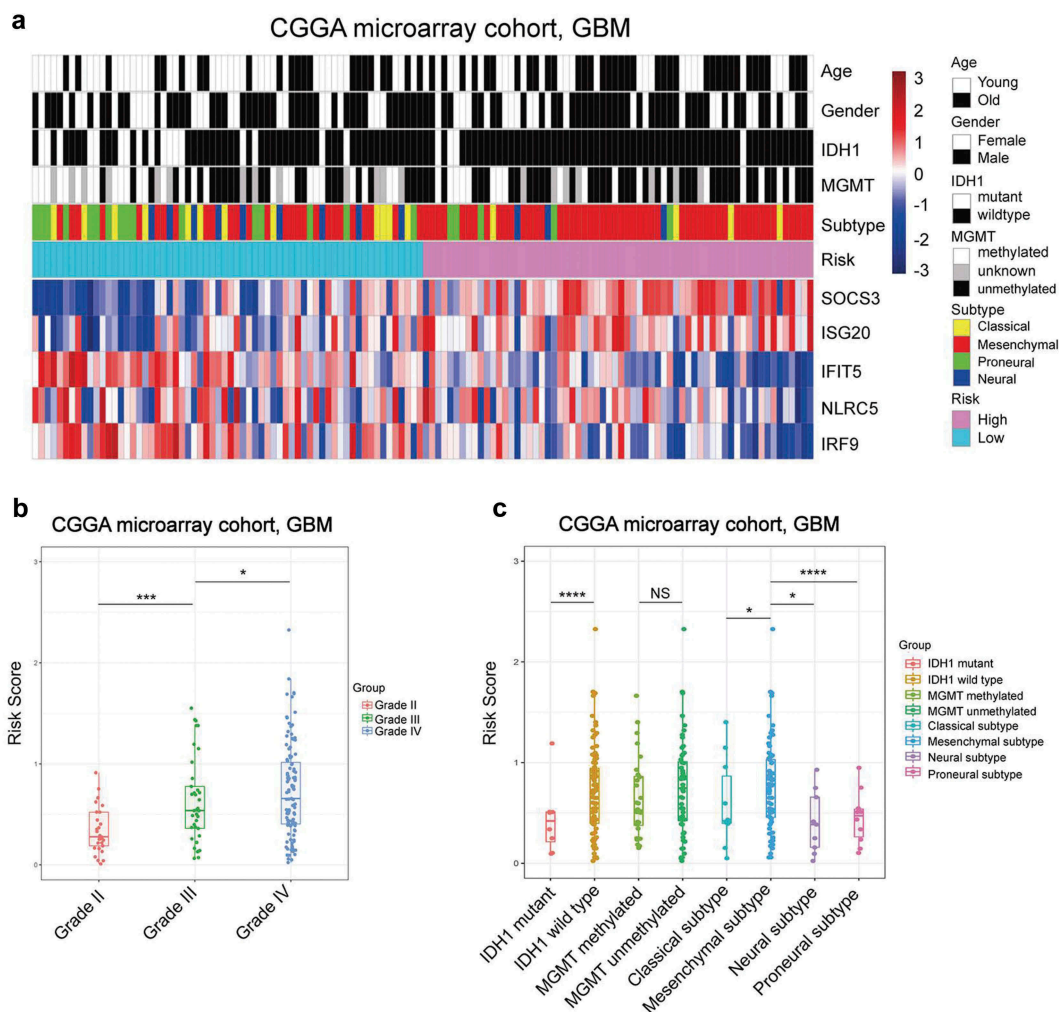 a
CGGA microarray cohort, GBM
Age
Gender
IDH1
MGMT
Subtype
Risk
SOCS3
ISG20
IFIT5
NLRC5
IRF9
3
2
1
0
-1
-2
-3
Age
Young
Old
Gender
Female
Male
IDH1
mutant
wildtype
MGMT
methylated
unknown
unmethylated
Subtype
Classical
Mesenchymal
Proneural
Neural
Risk
High
Low
b
CGGA microarray cohort, GBM
Risk Score
3
2
1
0
***
*
Grade II
Grade III
Grade IV
Group
Grade II
Grade III
Grade IV
c
CGGA microarray cohort, GBM
Risk Score
3
2
1
0
****
NS
*
*
****
IDH1 mutant
IDH1 wild type
MGMT methylated
MGMT unmethylated
Classical subtype
Mesenchymal subtype
Neural subtype
Proneural subtype
Group
IDH1 mutant
IDH1 wild type
MGMT methylated
MGMT unmethylated
Classical subtype
Mesenchymal subtype
Neural subtype
Proneural subtype